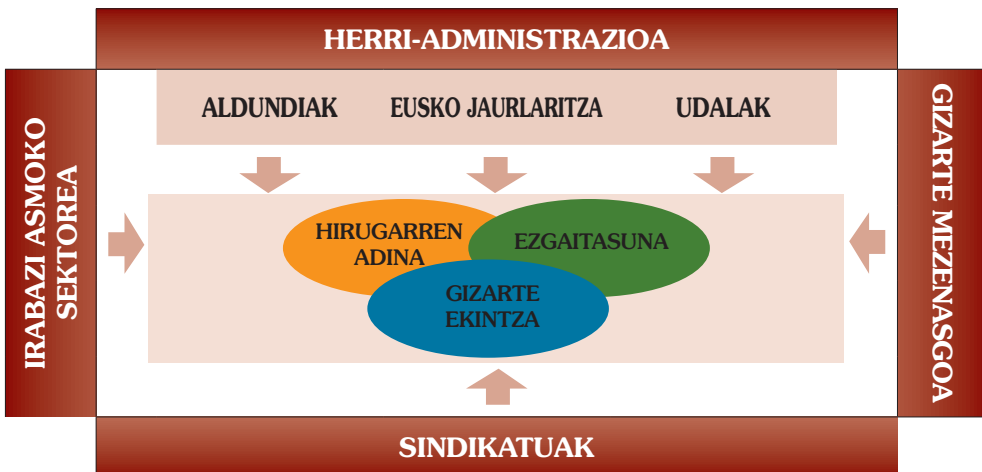 HERRI-ADMINISTRAZIOA
ALDUNDIAK EUSKO JAURLARITZA UDALAK
IRABAZI ASMOKO
SEKTOREA
HIRUGARREN
ADINA
EZGAITASUNA
GIZARTE
EKINTZA
GIZARTE MEZENASGOA
SINDIKATUAK